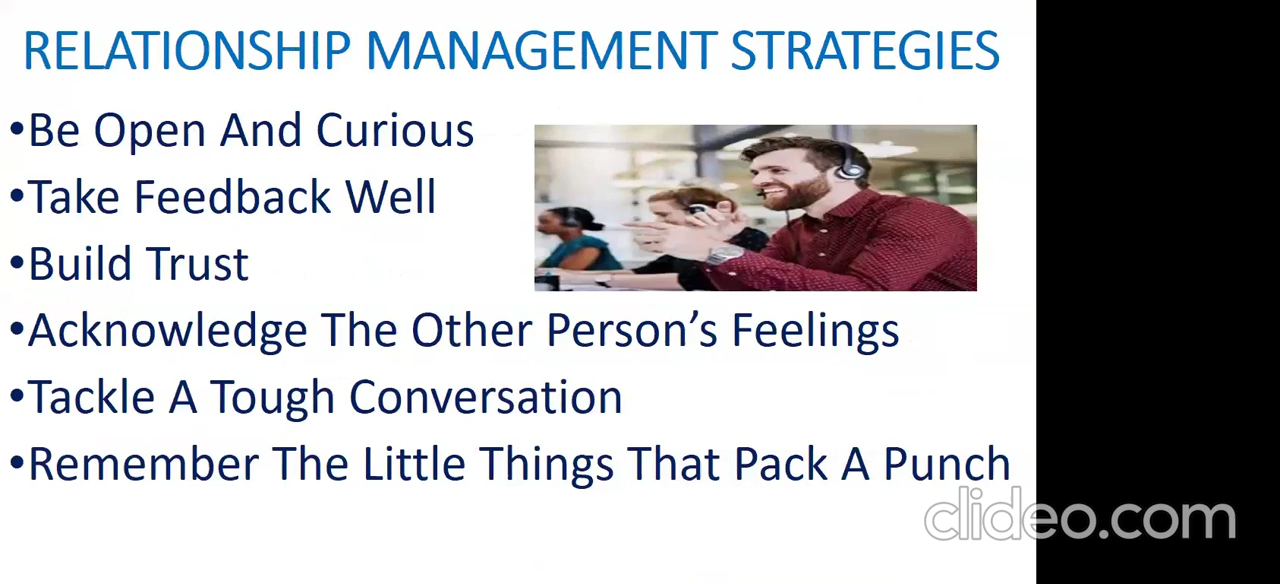 RELATIONSHIP MANAGEMENT STRATEGIES
•Be Open And Curious
•Take Feedback Well
•Build Trust
•Acknowledge The Other Person’s Feelings
•Tackle A Tough Conversation
•Remember The Little Things That Pack A Punch
clideo.com